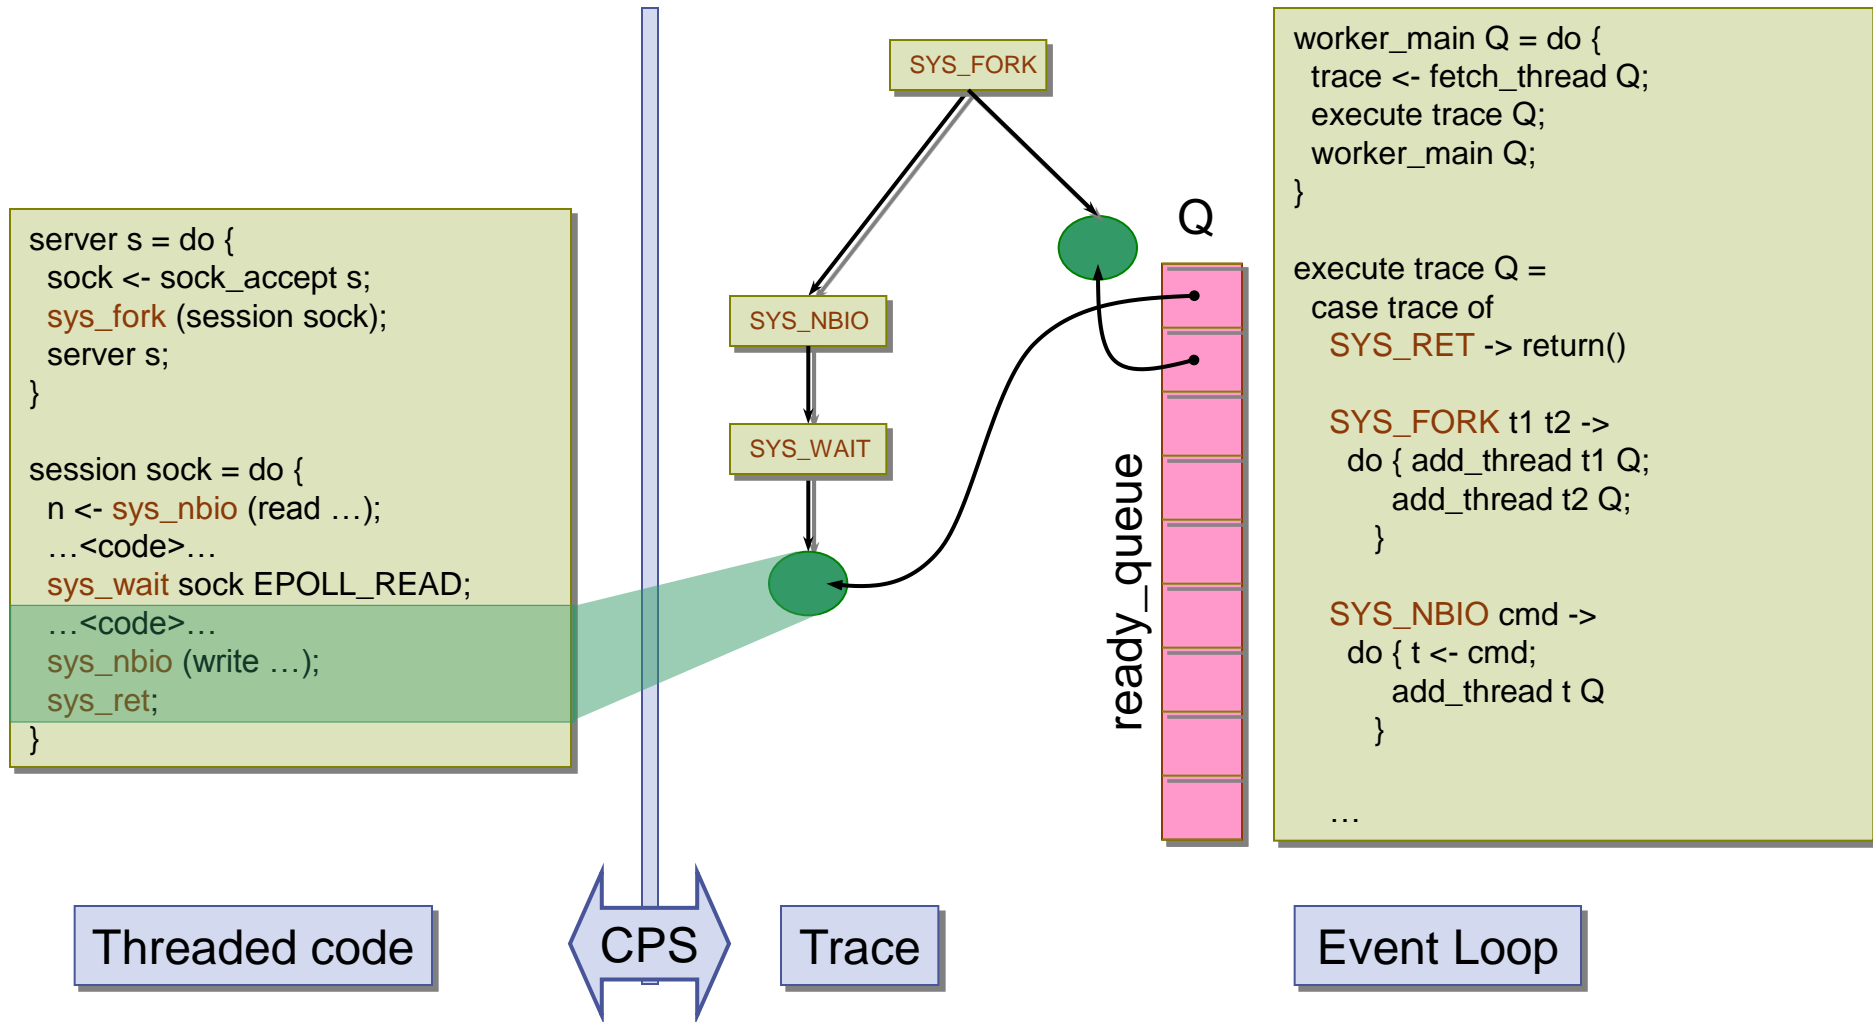 server s = do {
sock <- sock_accept s;
sys_fork (session sock);
server s;
}
session sock = do {
n <- sys_nbio (read …);
…<code>…
sys_wait sock EPOLL_READ;
…<code>…
sys_nbio (write …);
sys_ret;
}
SYS_FORK
SYS_NBIO
SYS_WAIT
Q
ready_queue
worker_main Q = do {
trace <- fetch_thread Q;
execute trace Q;
worker_main Q;
}
execute trace Q =
case trace of
SYS_RET -> return()
SYS_FORK t1 t2 ->
do { add_thread t1 Q;
add_thread t2 Q;
}
SYS_NBIO cmd ->
do { t <- cmd;
add_thread t Q
}
…
Threaded code
CPS
Trace
Event Loop